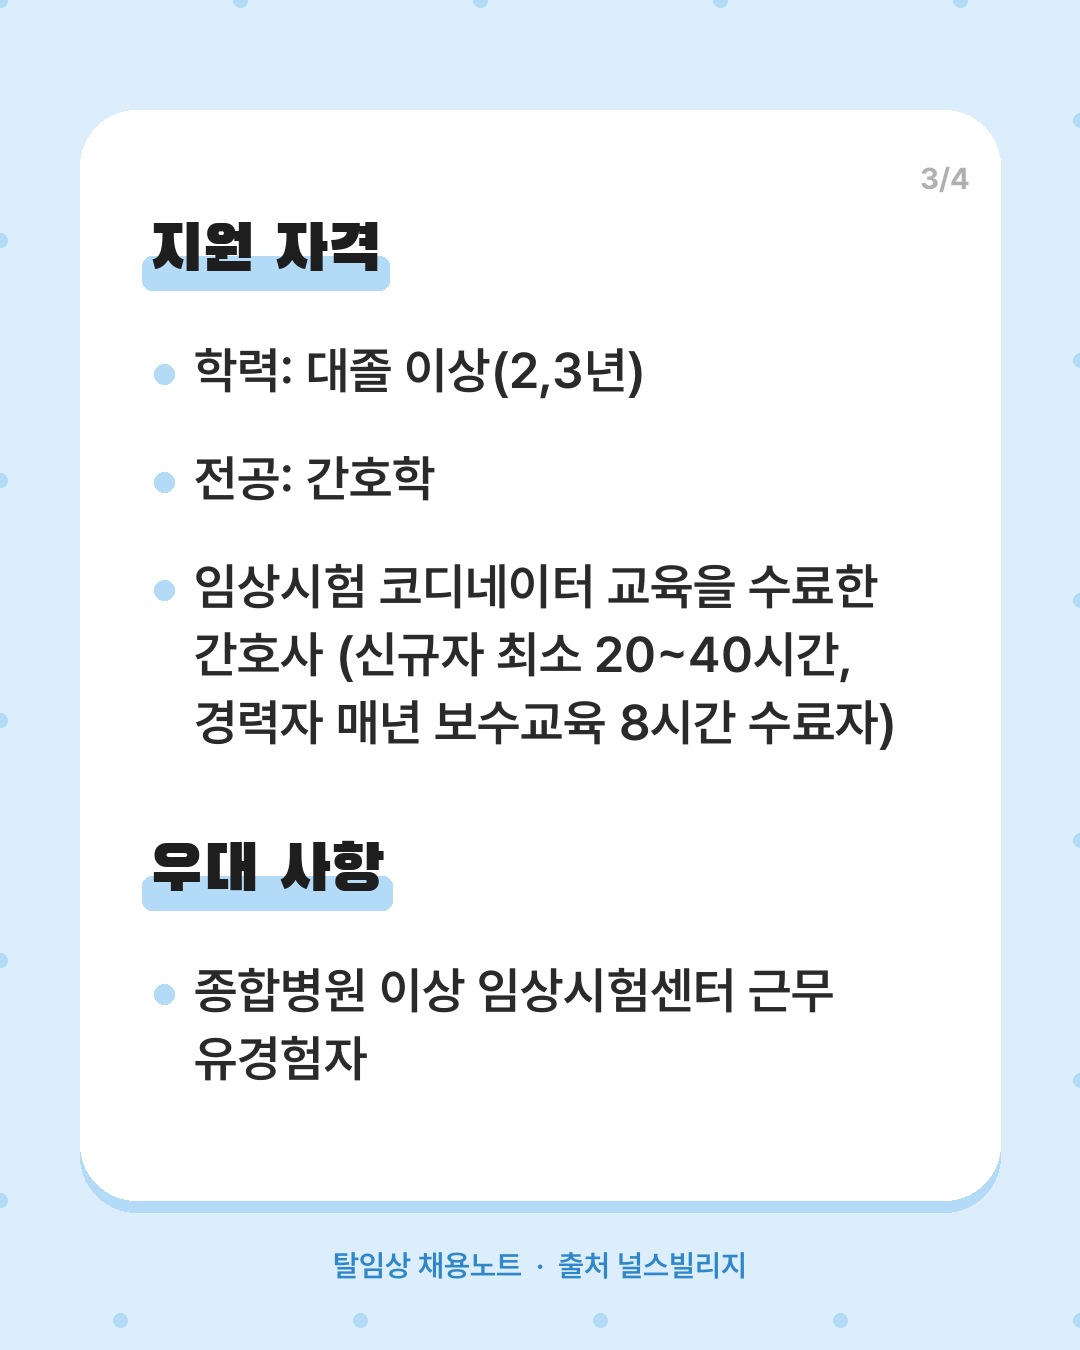 3/4
지원 자격
학력: 대졸 이상(2,3년)
전공: 간호학
임상시험 코디네이터 교육을 수료한
간호사 (신규자 최소 20~40시간,
경력자 매년 보수교육 8시간 수료자)
우대 사항
종합병원 이상 임상시험센터 근무
유경험자
탈임상 채용노트 · 출처 널스빌리지